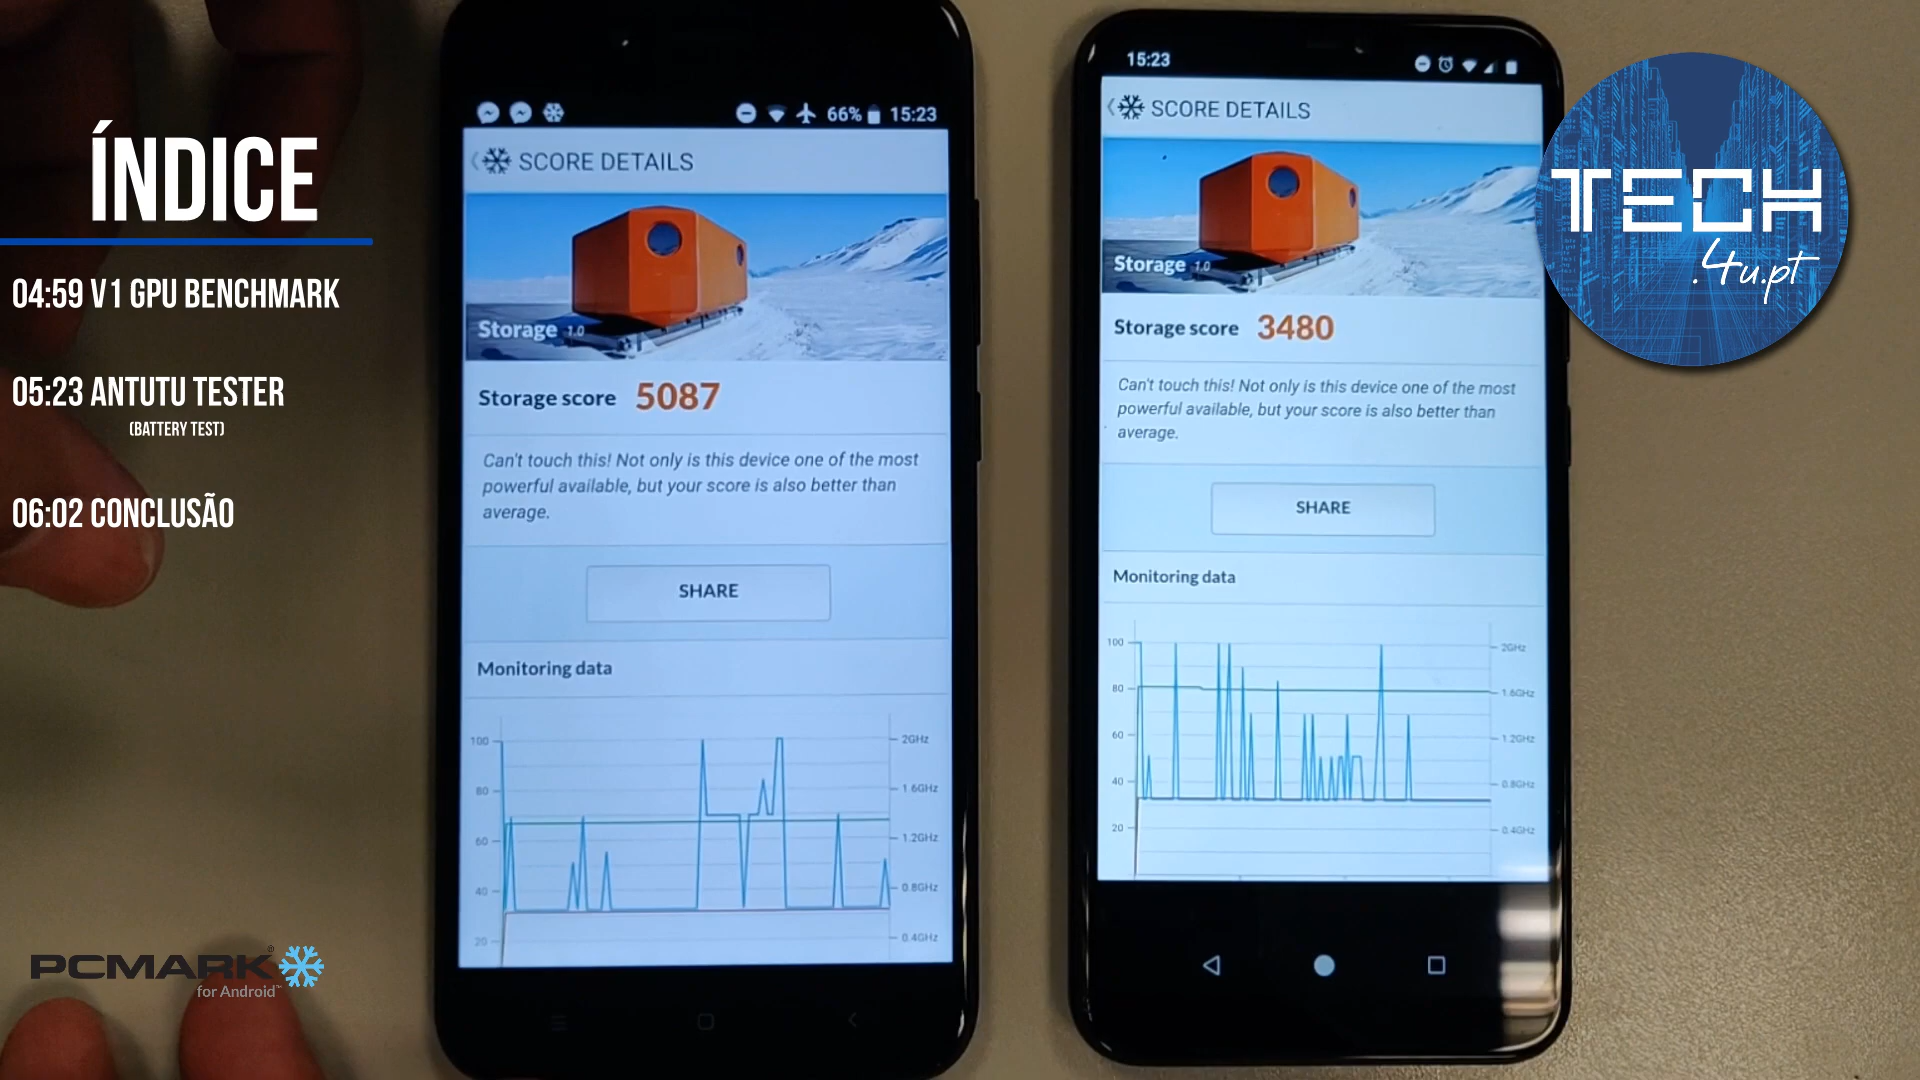 ÍNDICE
04:59 V1 GPU BENCHMARK
05:23 ANTUTU TESTER
(BATTERY TEST)
06:02 CONCLUSÃO
PCMARK®
for Android™
66% 15:23
SCORE DETAILS
Storage 1.0
Storage score 5087
Can't touch this! Not only is this device one of the most
powerful available, but your score is also better than
average.
SHARE
Monitoring data
100
80
60
40
20
2GHz
1.6GHz
1.2GHz
0.8GHz
0.4GHz
15:23
SCORE DETAILS
Storage 1.0
Storage score 3480
Can't touch this! Not only is this device one of the most
powerful available, but your score is also better than
average.
SHARE
Monitoring data
100
80
60
40
20
2GHz
1.6GHz
1.2GHz
0.8GHz
0.4GHz
TECH
.4u.pt